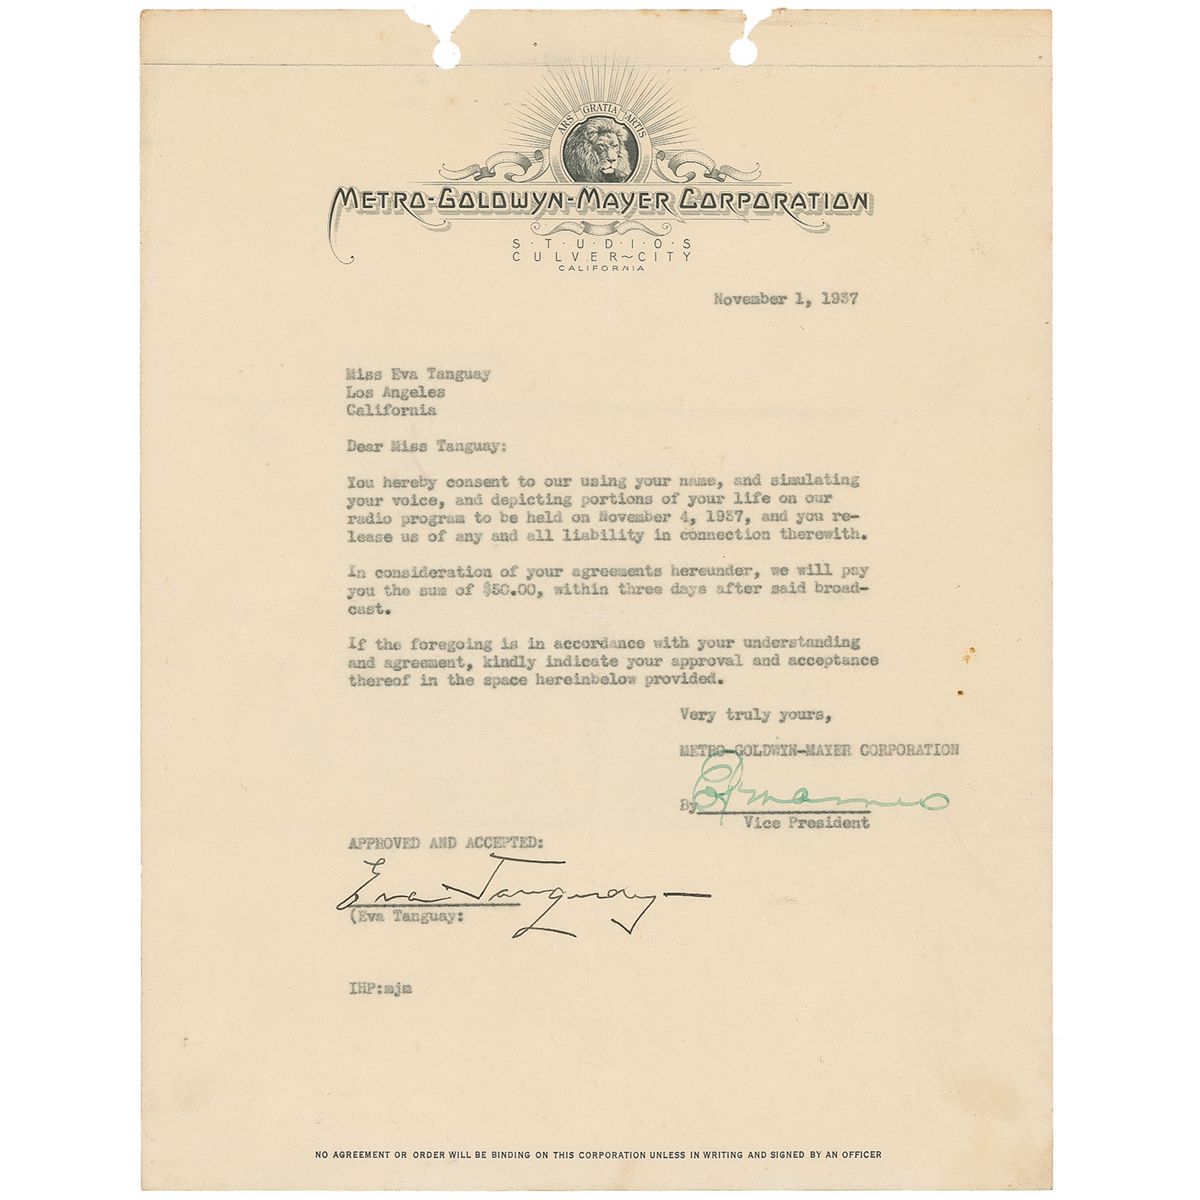 ARS GRATIA ARTIS
METRO-GOLDWYN-MAYER CORPORATION
S·T·U·D·I·O·S
CULVER~CITY
CALIFORNIA
November 1, 1937
Miss Eva Tanguay
Los Angeles
California
Dear Miss Tanguay:
You hereby consent to our using your name, and simulating
your voice, and depicting portions of your life on our
radio program to be held on November 4, 1937, and you re-
lease us of any and all liability in connection therewith.
In consideration of your agreements hereunder, we will pay
you the sum of $50.00, within three days after said broad-
cast.
If the foregoing is in accordance with your understanding
and agreement, kindly indicate your approval and acceptance
thereof in the space hereinbelow provided.
Very truly yours,
METRO-GOLDWYN-MAYER CORPORATION
By
Vice President
APPROVED AND ACCEPTED:
Eva Tanguay
(Eva Tanguay:
IHP:mjm
NO AGREEMENT OR ORDER WILL BE BINDING ON THIS CORPORATION UNLESS IN WRITING AND SIGNED BY AN OFFICER